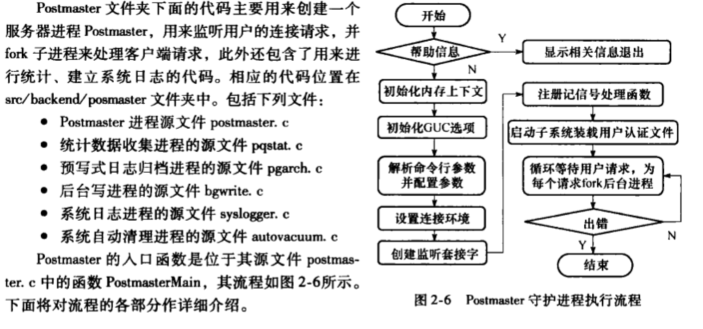 Postmaster 文件夹下面的代码主要用来创建一个
服务器进程 Postmaster，用来监听用户的连接请求，并
fork 子进程来处理客户端请求，此外还包含了用来进
行统计、建立系统日志的代码。相应的代码位置在
src/backend/posmaster 文件夹中。包括下列文件：
● Postmaster 进程源文件 postmaster. c
● 统计数据收集进程的源文件 pqstat. c
● 预写式日志归档进程的源文件 pgarch. c
● 后台写进程的源文件 bgwrite. c
● 系统日志进程的源文件 syslogger. c
● 系统自动清理进程的源文件 autovacuum. c
Postmaster 的入口函数是位于其源文件 postmas-
ter. c 中的函数 PostmasterMain，其流程如图 2-6所示。
下面将对流程的各部分作详细介绍。
开始
帮助信息
Y
显示相关信息退出
N
初始化内存上下文
初始化GUC选项
解析命令行参数
并配置参数
设置连接环境
创建监听套接字
注册记信号处理函数
启动子系统装载用户认证文件
循环等待用户请求，为
每个请求fork后台进程
出错
N
Y
结束
图 2-6 Postmaster 守护进程执行流程